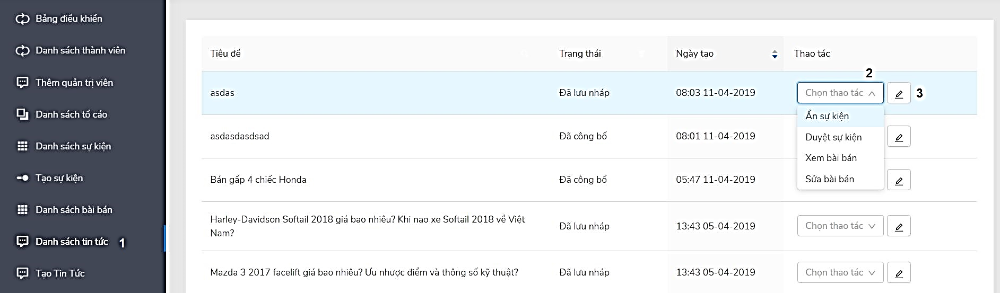 Bảng điều khiển
Danh sách thành viên
Thêm quản trị viên
Danh sách tố cáo
Danh sách sự kiện
Tạo sự kiện
Danh sách bài bán
Danh sách tin tức 1
Tạo Tin Tức
Tiêu đề Trạng thái Ngày tạo Thao tác
2
asdas Đã lưu nháp 08:03 11-04-2019 Chọn thao tác 3
Ẩn sự kiện
Duyệt sự kiện
Xem bài bán
Sửa bài bán
asdasdasdsad Đã công bố 08:01 11-04-2019
Bán gấp 4 chiếc Honda Đã công bố 05:47 11-04-2019
Harley-Davidson Softail 2018 giá bao nhiêu? Khi nao xe Softail 2018 về Việt
Nam?
Đã lưu nháp 13:43 05-04-2019 Chọn thao tác
Mazda 3 2017 facelift giá bao nhiêu? Ưu nhược điểm và thông số kỹ thuật? Đã lưu nháp 13:43 05-04-2019 Chọn thao tác